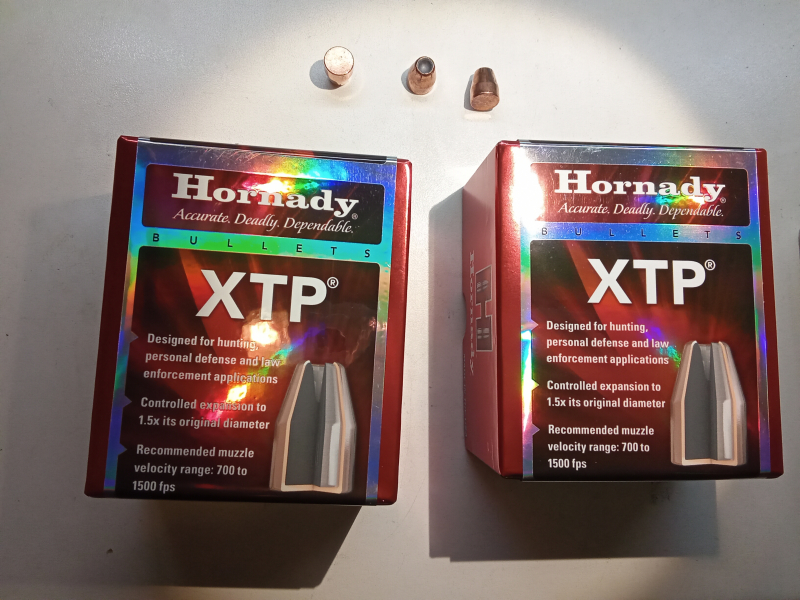 Hornady®
Accurate. Deadly. Dependable.
BULLETS
XTP®
Designed for hunting,
personal defense and law
enforcement applications
Controlled expansion to
1.5x its original diameter
Recommended muzzle
velocity range: 700 to
1500 fps
Hornady
Hornady®
Accurate. Deadly. Dependable.
BULLETS
XTP®
Designed for hunting,
personal defense and law
enforcement applications
Controlled expansion to
1.5x its original diameter
Recommended muzzle
velocity range: 700 to
1500 fps